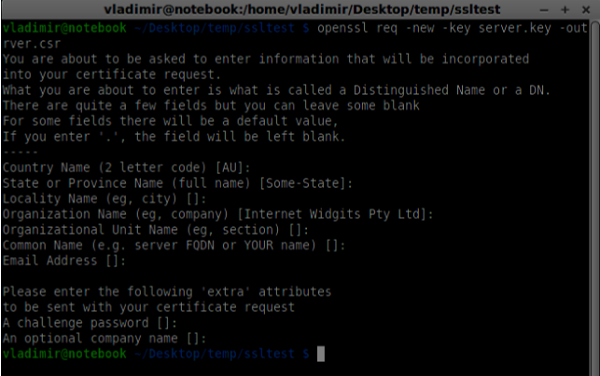 vladimir@notebook:/home/vladimir/Desktop/temp/ssltest
vladimir@notebook ~/Desktop/temp/ssltest $ openssl req -new -key server.key -out
rver.csr
You are about to be asked to enter information that will be incorporated
into your certificate request.
What you are about to enter is what is called a Distinguished Name or a DN.
There are quite a few fields but you can leave some blank
For some fields there will be a default value,
If you enter '.', the field will be left blank.
-----
Country Name (2 letter code) [AU]:
State or Province Name (full name) [Some-State]:
Locality Name (eg, city) []:
Organization Name (eg, company) [Internet Widgits Pty Ltd]:
Organizational Unit Name (eg, section) []:
Common Name (e.g. server FQDN or YOUR name) []:
Email Address []:
Please enter the following 'extra' attributes
to be sent with your certificate request
A challenge password []:
An optional company name []:
vladimir@notebook ~/Desktop/temp/ssltest $